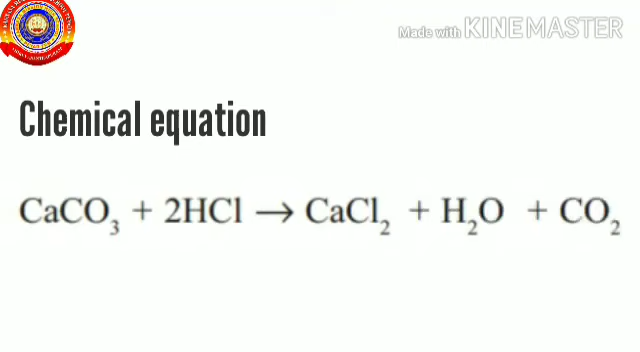 Made with KINEMASTER
Chemical equation
CaCO₃ + 2HCl → CaCl₂ + H₂O + CO₂